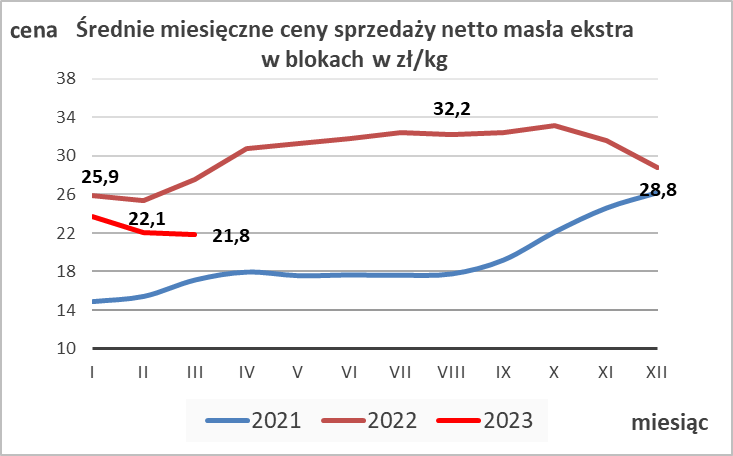 cena Średnie miesięczne ceny sprzedaży netto masła ekstra
w blokach w zł/kg
38
34
32,2
30
25,9
26
28,8
22,1
22
21,8
18
14
10
I II III IV V VI VII VIII IX X XI XII
2021 2022 2023
miesiąc